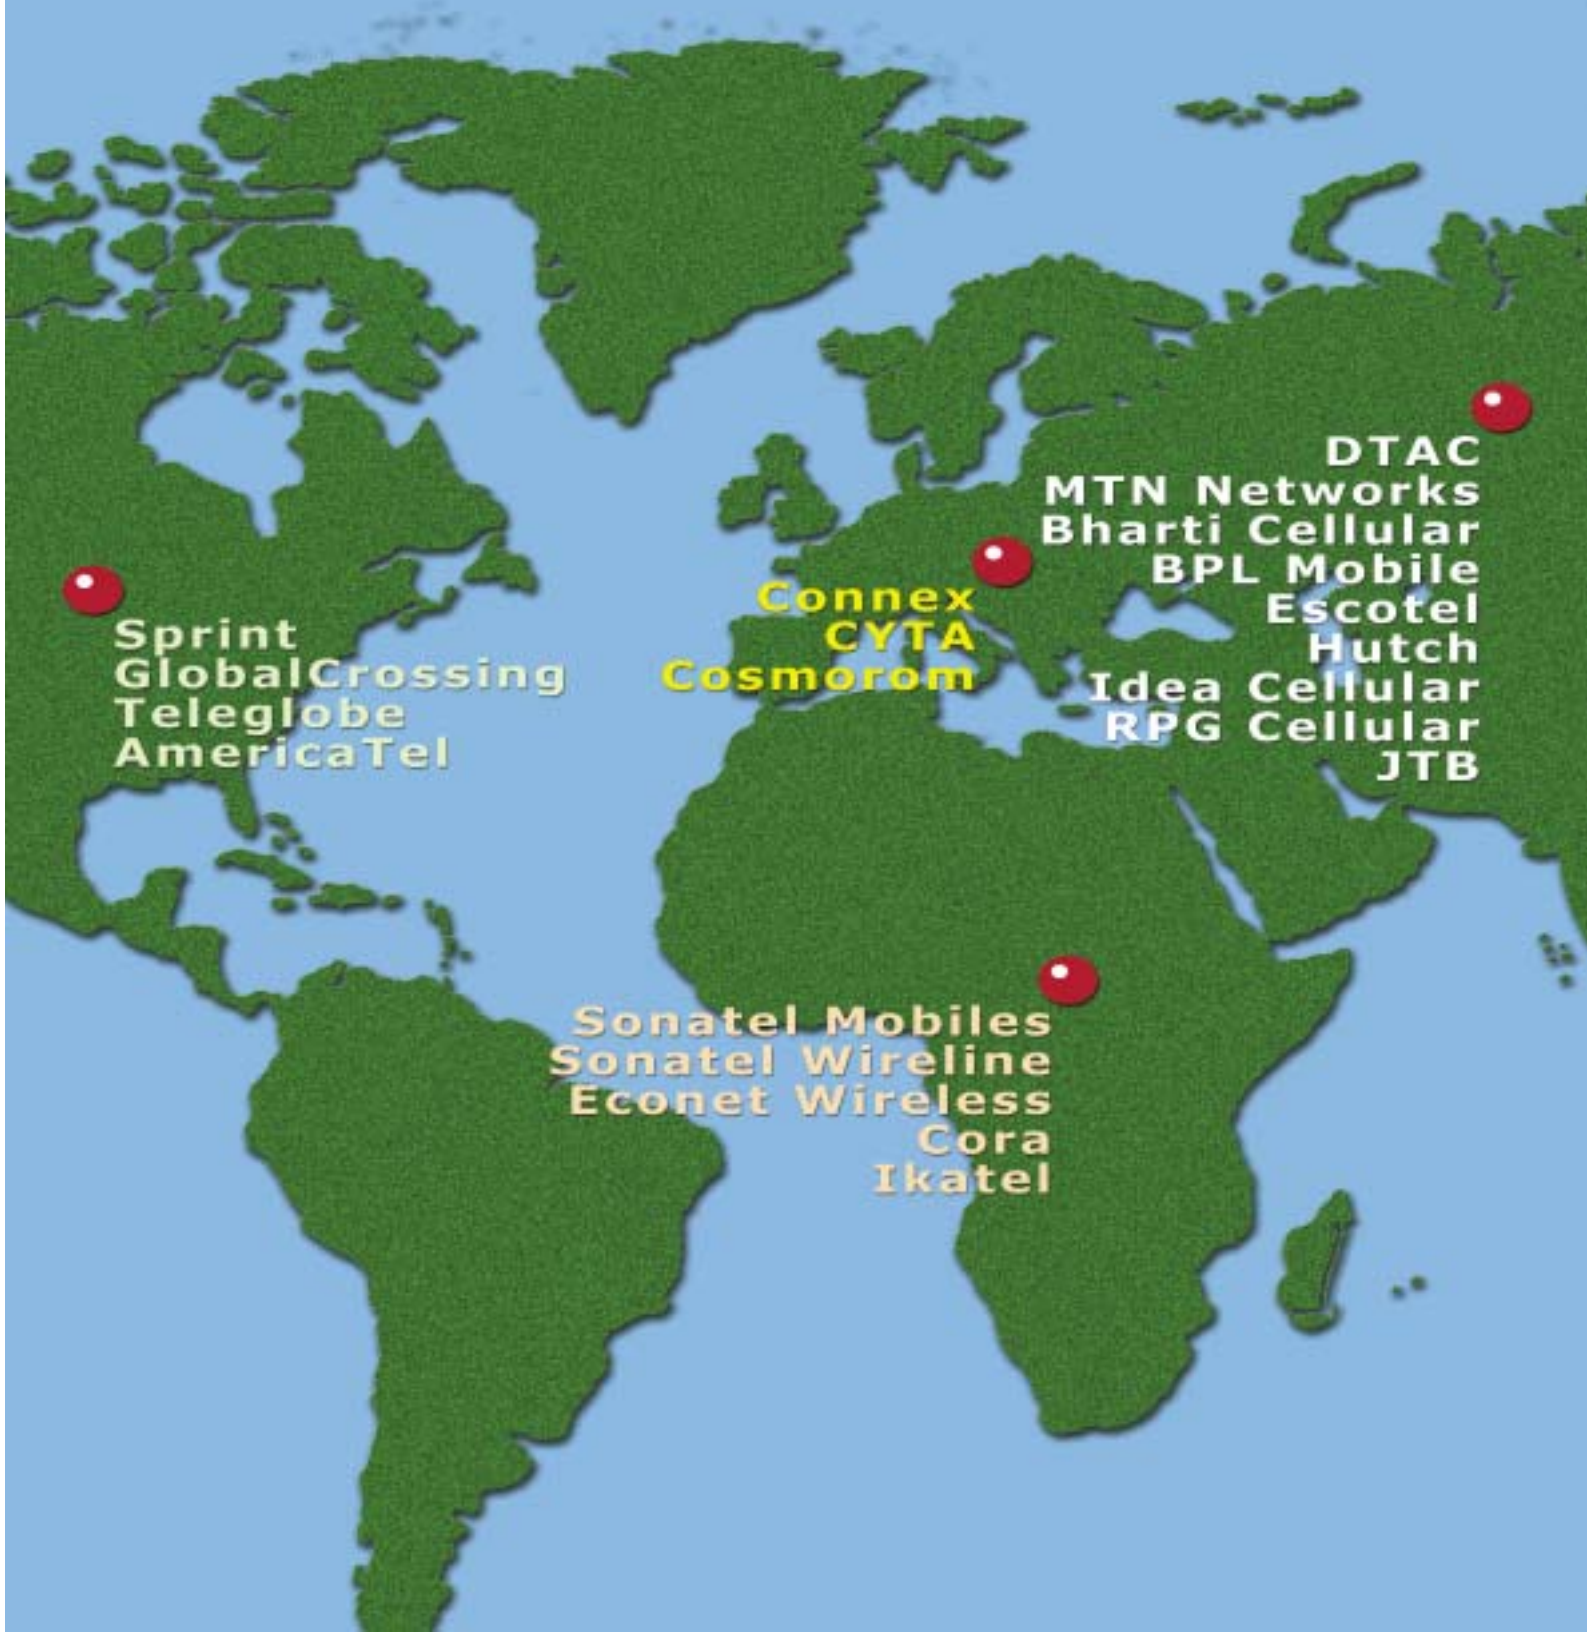 DTAC
MTN Networks
Bharti Cellular
BPL Mobile
Escotel
Hutch
Idea Cellular
RPG Cellular
JTB
Connex
CYTA
Cosmorom
Sprint
GlobalCrossing
Teleglobe
AmericaTel
Sonatel Mobiles
Sonatel Wireline
Econet Wireless
Cora
Ikatel